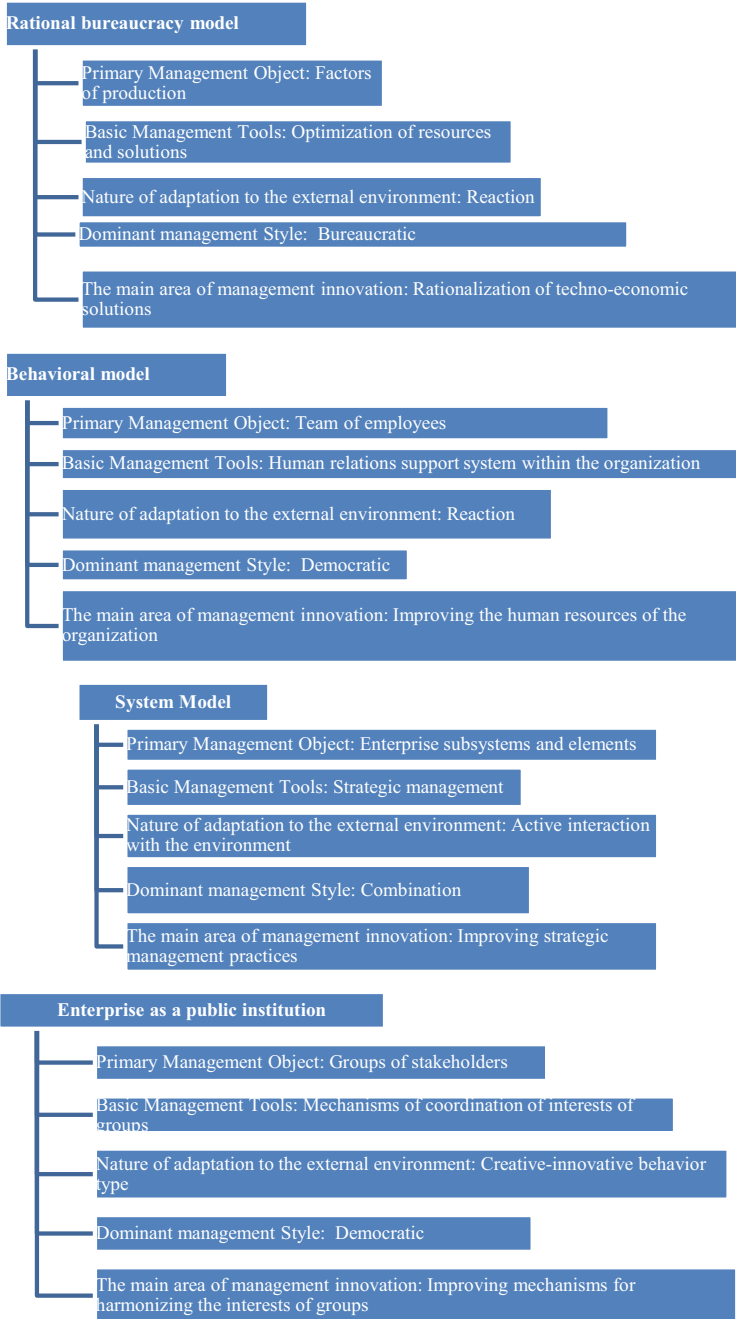 Rational bureaucracy model
Primary Management Object: Factors
of production
Basic Management Tools: Optimization of resources
and solutions
Nature of adaptation to the external environment: Reaction
Dominant management Style:  Bureaucratic
The main area of management innovation: Rationalization of techno-economic
solutions
Behavioral model
Primary Management Object: Team of employees
Basic Management Tools: Human relations support system within the organization
Nature of adaptation to the external environment: Reaction
Dominant management Style:  Democratic
The main area of management innovation: Improving the human resources of the
organization
System Model
Primary Management Object: Enterprise subsystems and elements
Basic Management Tools: Strategic management
Nature of adaptation to the external environment: Active interaction
with the environment
Dominant management Style: Combination
The main area of management innovation: Improving strategic
management practices
Enterprise as a public institution
Primary Management Object: Groups of stakeholders
Basic Management Tools: Mechanisms of coordination of interests of
groups
Nature of adaptation to the external environment: Creative-innovative behavior
type
Dominant management Style:  Democratic
The main area of management innovation: Improving mechanisms for
harmonizing the interests of groups